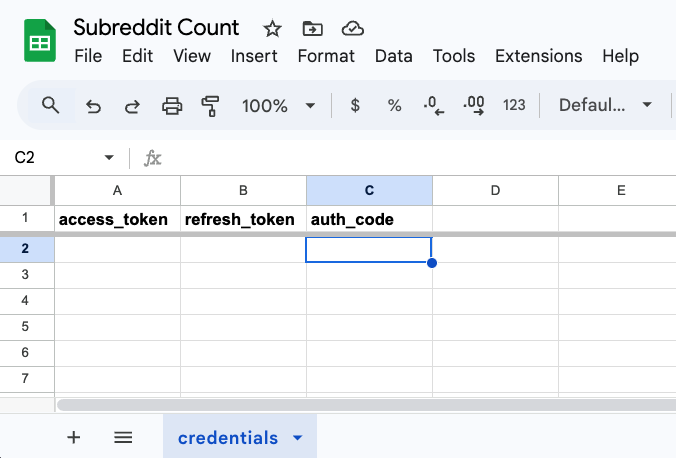 Subreddit Count
File Edit View Insert Format Data Tools Extensions Help
100% $ % .0 .00 123 Defaul...
C2 fx
A B C D E
1 access_token refresh_token auth_code
2
3
4
5
6
7
+ credentials